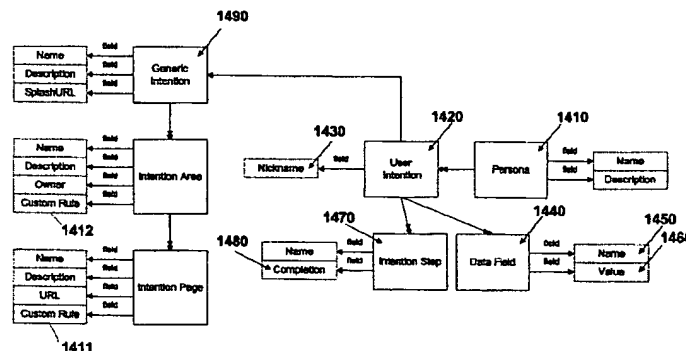 1490
Name
field
Description
field
SplashURL
field
Generic
Intention
1430
1420
1410
Nickname
field
User
Intention
Persona
field
Name
field
Description
Name
field
Description
field
Owner
field
Custom Rule
field
Intention Area
1412
1470
1440
1450
1460
1480
Name
field
Completion
field
Intention Step
Data Field
field
Name
field
Value
Name
field
Description
field
URL
field
Custom Rule
field
Intention Page
1411